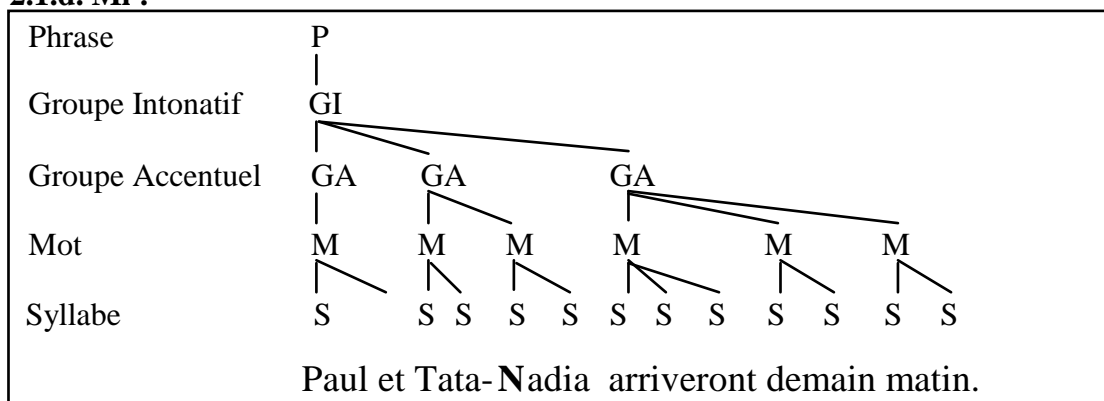 2.1.d. Mr :
Phrase P
Groupe Intonatif GI
Groupe Accentuel GA GA GA
Mot M M M M M M
Syllabe S S S S S S S S S S S S
Paul et Tata-Nadia arriveront demain matin.